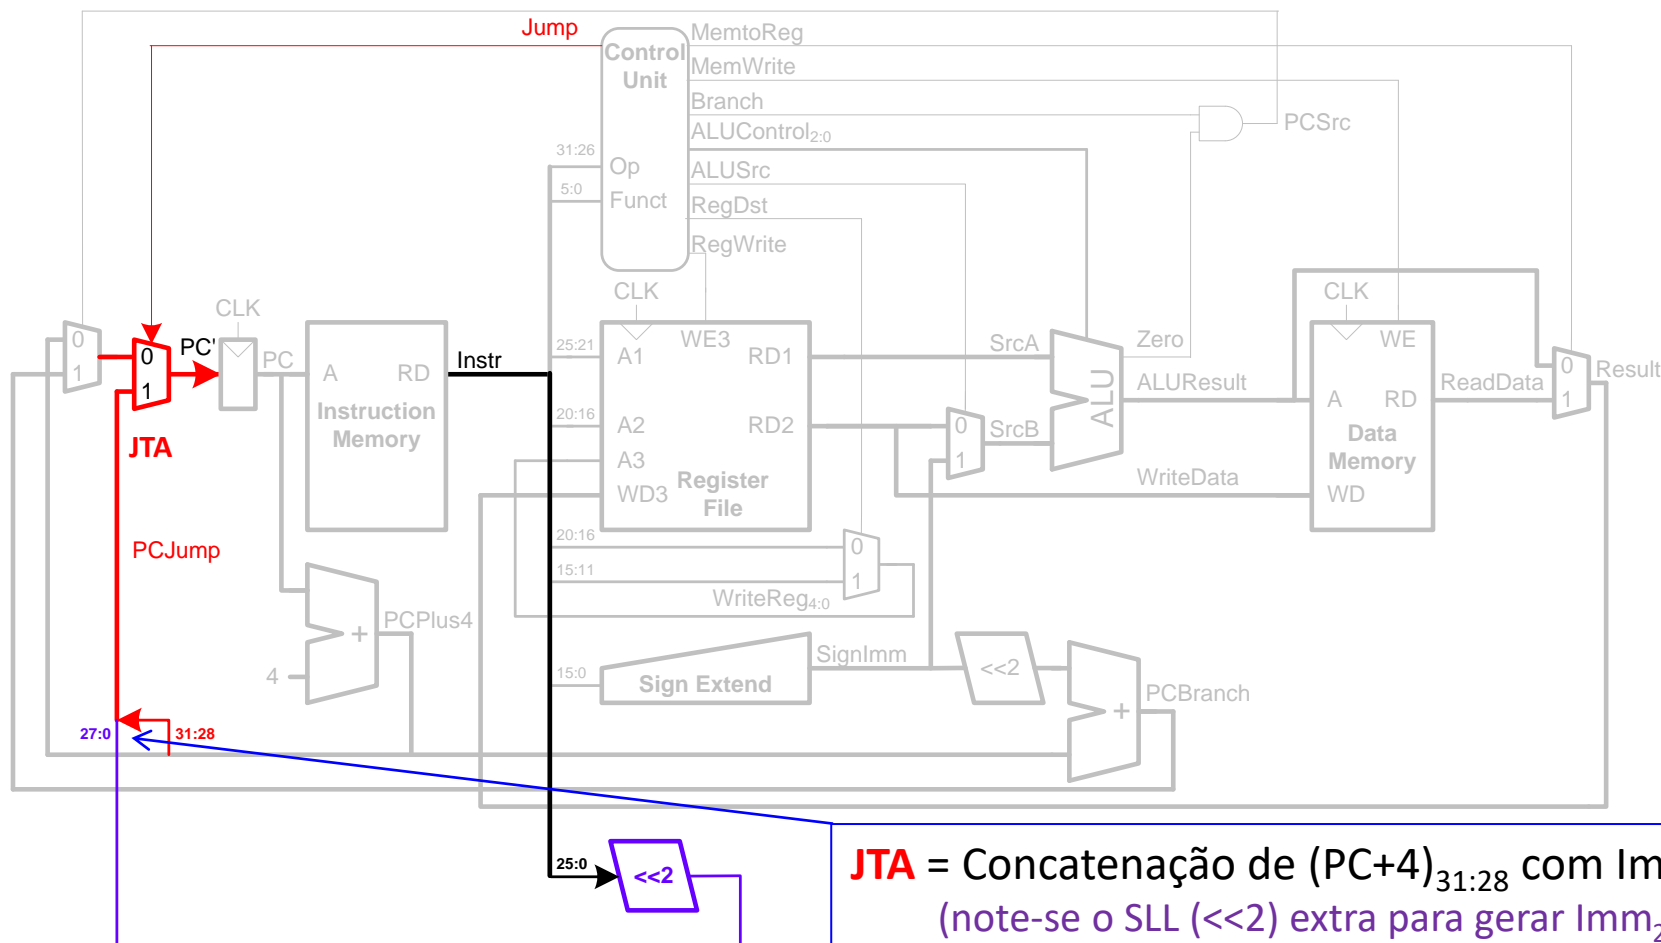 Jump
Control
Unit
MemtoReg
MemWrite
Branch
ALUControl2:0
ALUSrc
RegDst
RegWrite
PCSrc
31:26
Op
5:0
Funct
CLK
CLK
CLK
0
1
0
1
PC'
PC
A
RD
Instruction
Memory
Instr
25:21
A1
WE3
RD1
20:16
A2
RD2
A3
WD3
Register
File
SrcA
0
1
SrcB
ALU
Zero
ALUResult
WE
A
RD
Data
Memory
WD
ReadData
0
1
Result
WriteData
JTA
PCJump
20:16
0
15:11
1
WriteReg4:0
PCPlus4
+
4
15:0
Sign Extend
SignImm
<<2
+
PCBranch
27:0
31:28
25:0
<<2
JTA = Concatenação de (PC+4)31:28 com Im
(note-se o SLL (<<2) extra para gerar Imm2